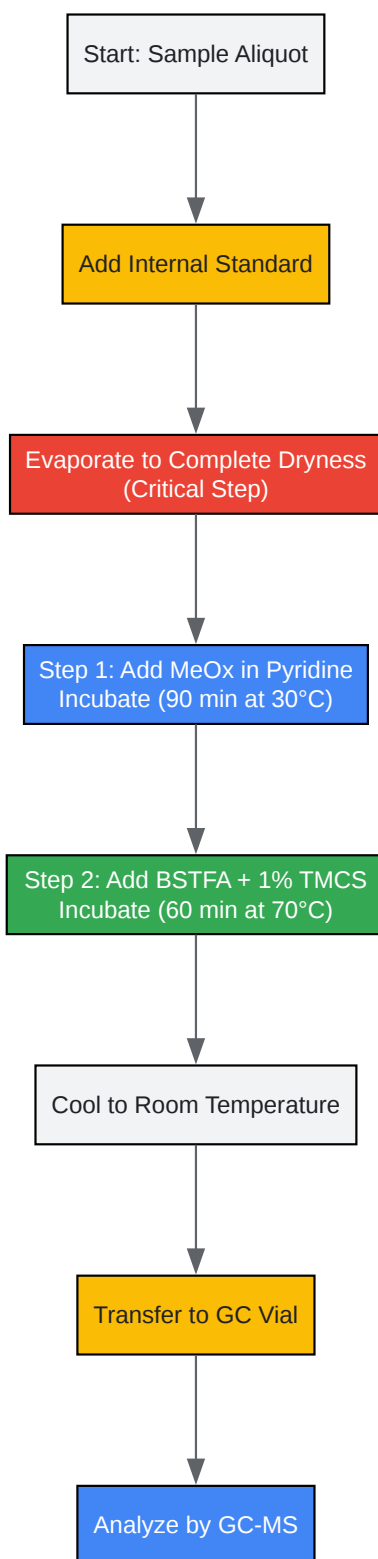 Start: Sample Aliquot
Add Internal Standard
Evaporate to Complete Dryness
(Critical Step)
Step 1: Add MeOx in Pyridine
Incubate (90 min at 30°C)
Step 2: Add BSTFA + 1% TMCS
Incubate (60 min at 70°C)
Cool to Room Temperature
Transfer to GC Vial
Analyze by GC-MS